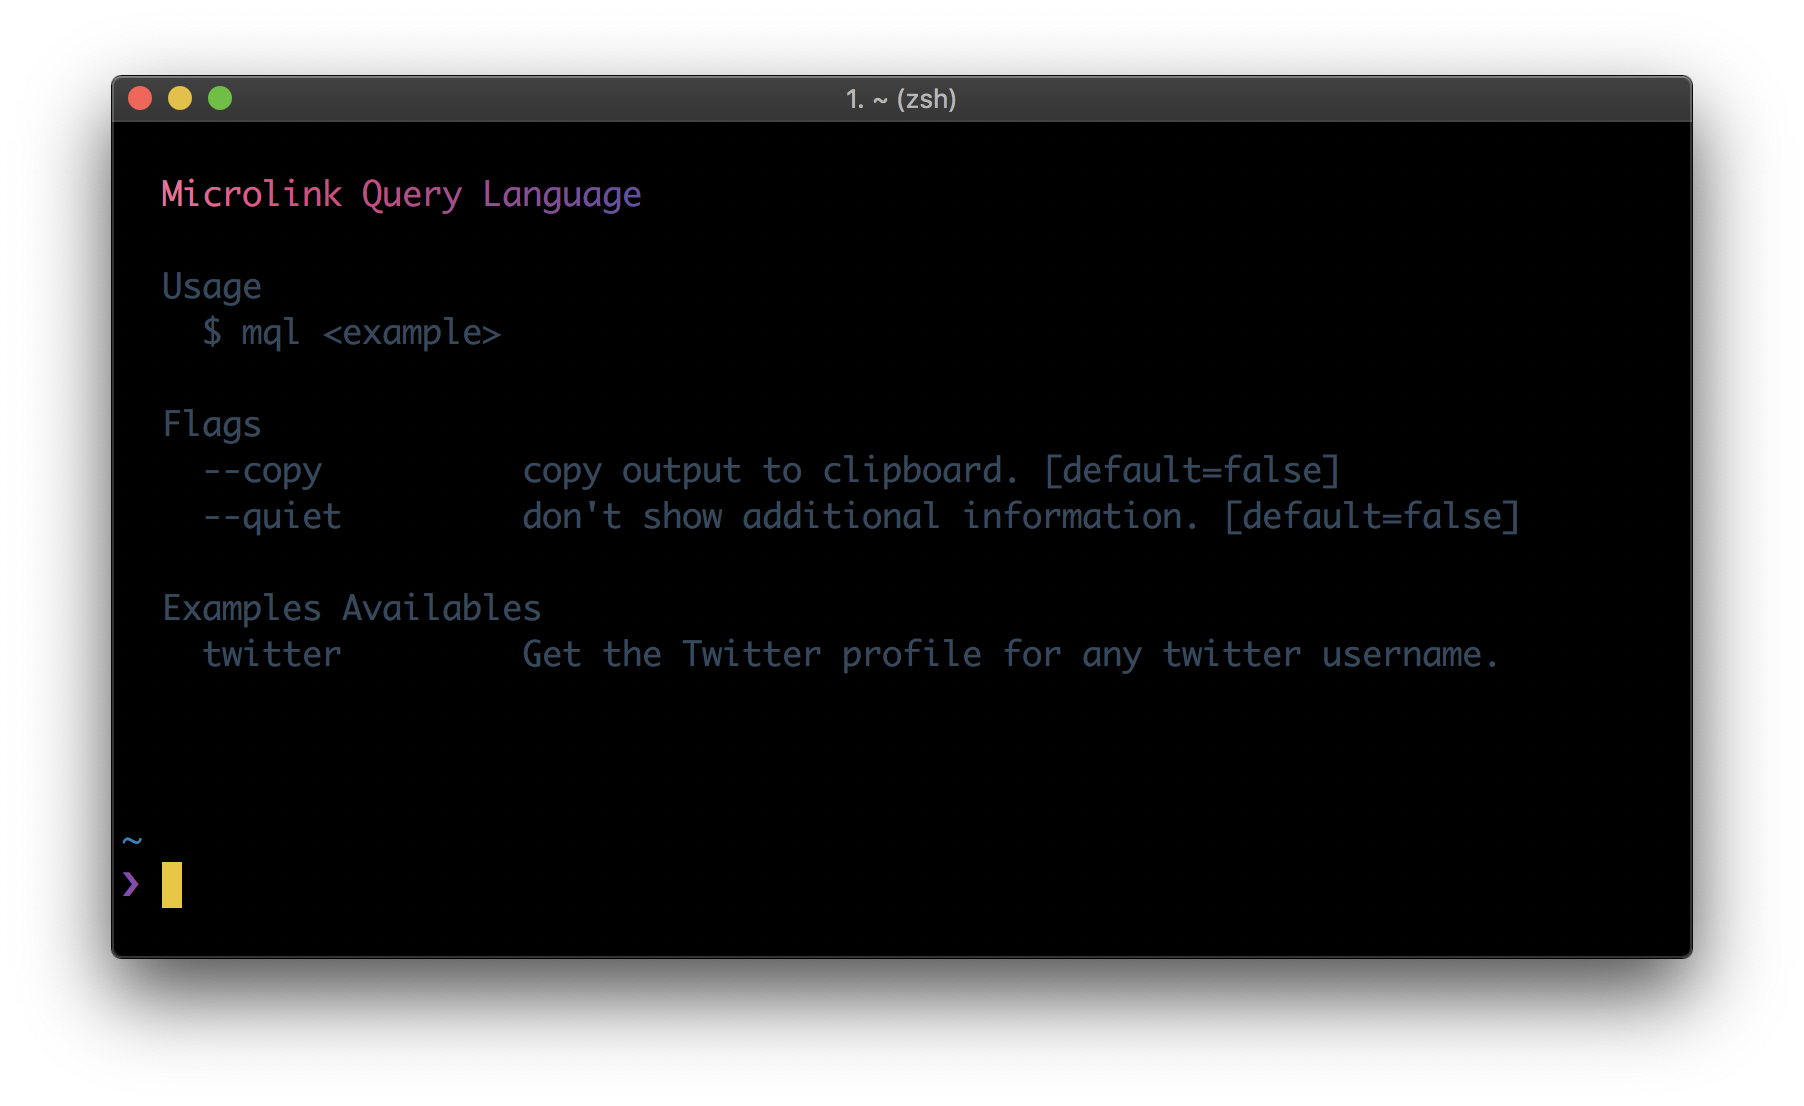 1. ~ (zsh)
Microlink Query Language
Usage
$ mql <example>
Flags
--copy copy output to clipboard. [default=false]
--quiet don't show additional information. [default=false]
Examples Availables
twitter Get the Twitter profile for any twitter username.
~
❯